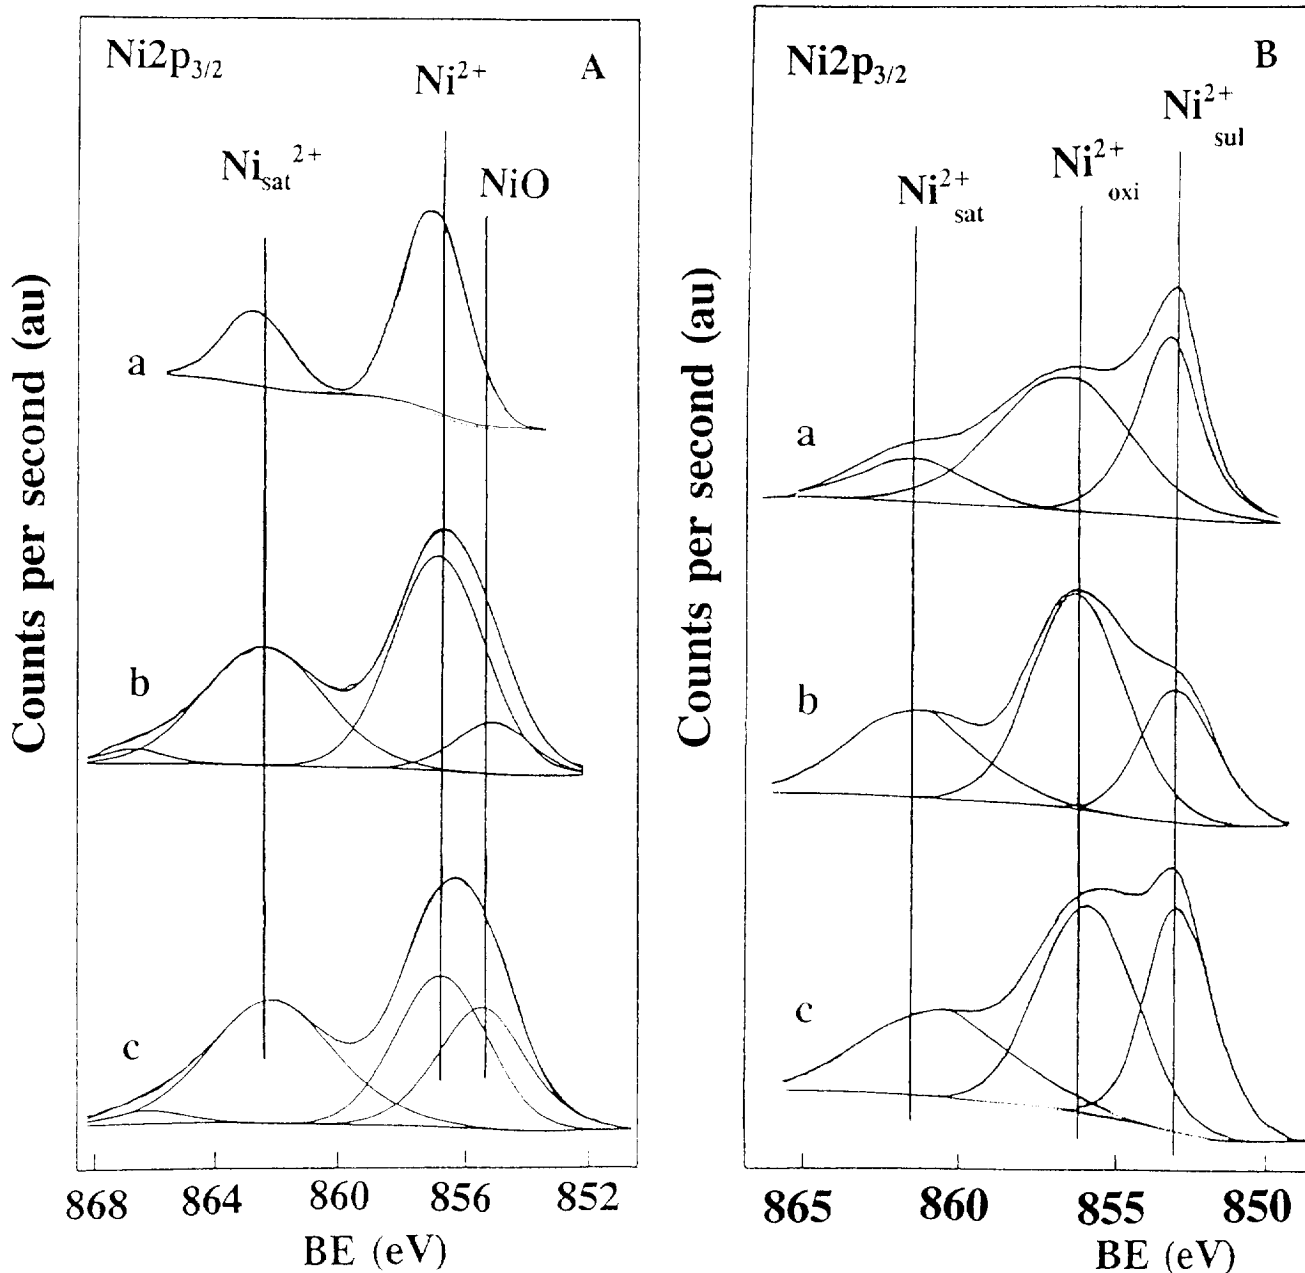 Ni2p3/2
A
Ni2+
Nisat2+
NiO
a
b
c
Counts per second (au)
868 864 860 856 852
BE (eV)
Ni2p3/2
B
Ni2+sul
Ni2+oxi
Ni2+sat
a
b
c
Counts per second (au)
865 860 855 850
BE (eV)